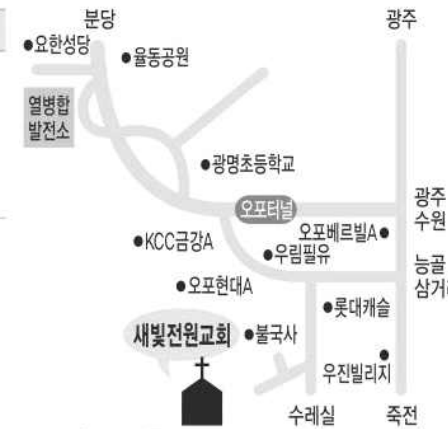 분당
광주
요한성당
율동공원
열병합
발전소
광명초등학교
오포터널
광주
수원
오포베르빌A
KCC금강A
우림필유
능골
삼거리
오포현대A
롯대캐슬
새빛전원교회
불국사
우진빌리지
수레실
죽전